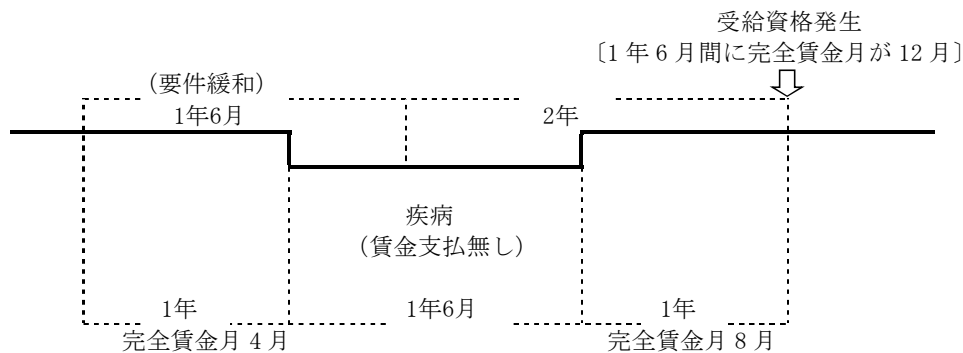 受給資格発生
〔1年6月間に完全賃金月が12月〕
(要件緩和)
1年6月
2年
疾病
(賃金支払無し)
1年
1年6月
1年
完全賃金月4月
完全賃金月8月